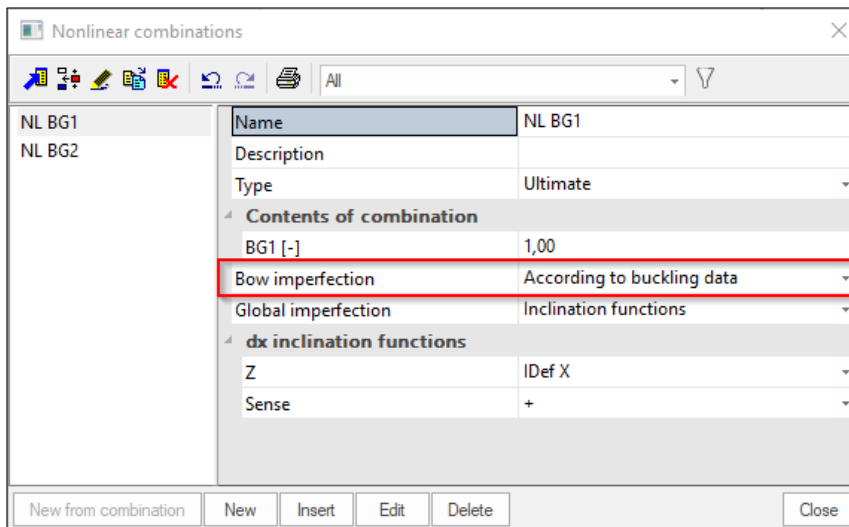 Nonlinear combinations
All
NL BG1
NL BG2
Name NL BG1
Description
Type Ultimate
Contents of combination
BG1 [-] 1,00
Bow imperfection According to buckling data
Global imperfection Inclination functions
dx inclination functions
Z IDef X
Sense +
New from combination New Insert Edit Delete Close